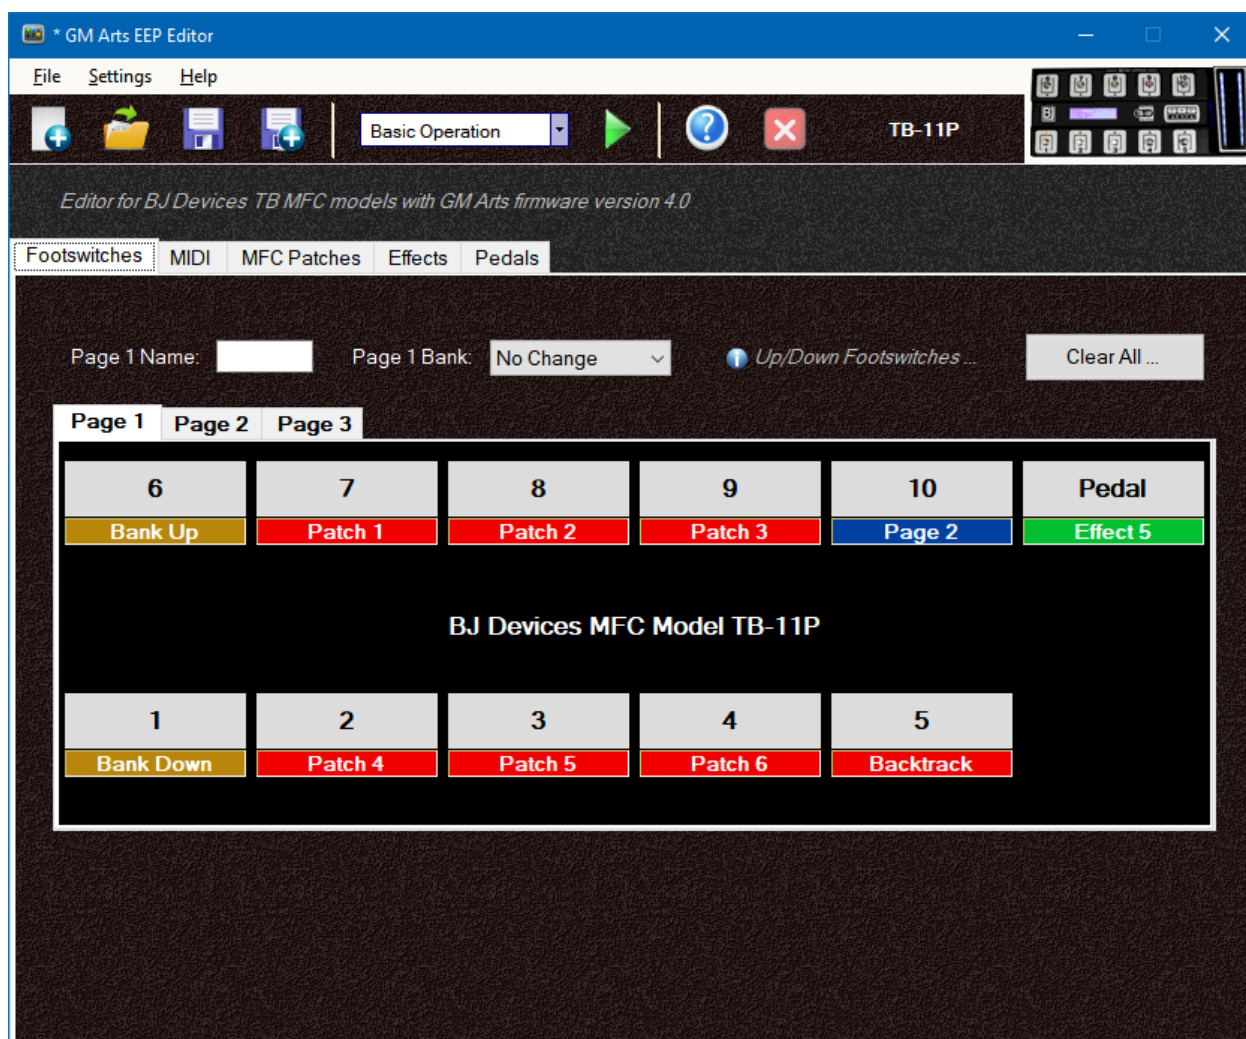 * GM Arts EEP Editor
File Settings Help
Basic Operation
TB-11P
Editor for BJ Devices TB MFC models with GM Arts firmware version 4.0
Footswitches MIDI MFC Patches Effects Pedals
Page 1 Name: Page 1 Bank: No Change Up/Down Footswitches ... Clear All ...
Page 1 Page 2 Page 3
6 7 8 9 10 Pedal
Bank Up Patch 1 Patch 2 Patch 3 Page 2 Effect 5
BJ Devices MFC Model TB-11P
1 2 3 4 5
Bank Down Patch 4 Patch 5 Patch 6 Backtrack